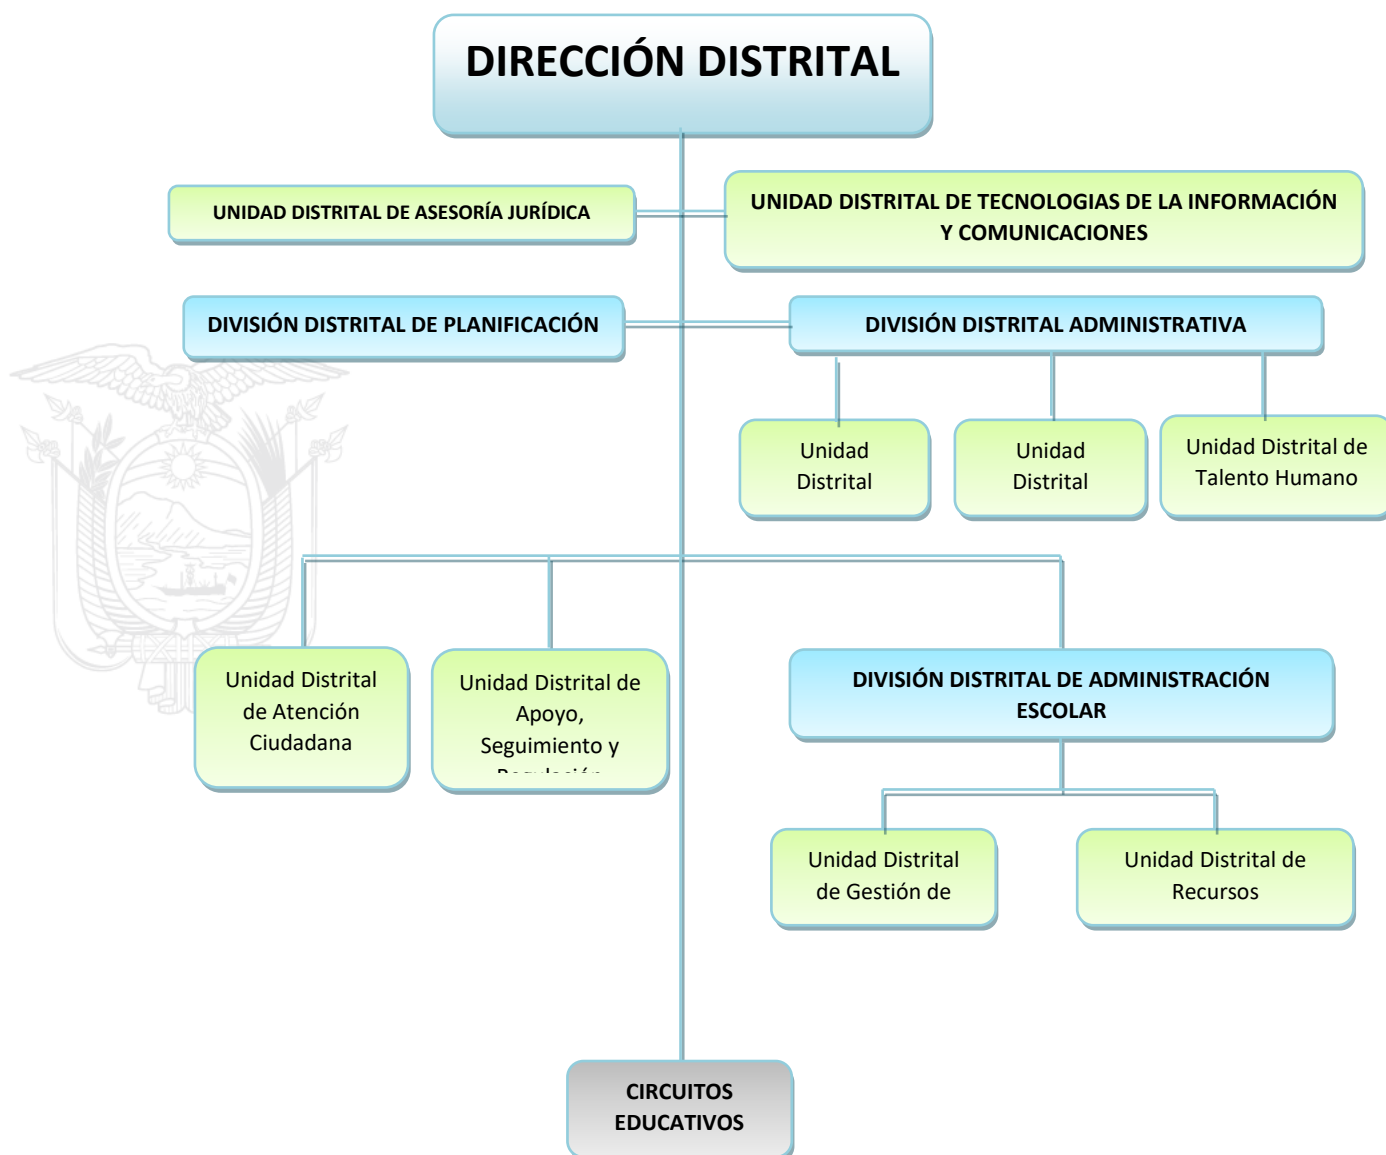 DIRECCIÓN DISTRITAL
UNIDAD DISTRITAL DE ASESORÍA JURÍDICA
UNIDAD DISTRITAL DE TECNOLOGIAS DE LA INFORMACIÓN
Y COMUNICACIONES
DIVISIÓN DISTRITAL DE PLANIFICACIÓN
DIVISIÓN DISTRITAL ADMINISTRATIVA
Unidad
Distrital
Unidad
Distrital
Unidad Distrital de
Talento Humano
Unidad Distrital
de Atención
Ciudadana
Unidad Distrital de
Apoyo,
Seguimiento y
DIVISIÓN DISTRITAL DE ADMINISTRACIÓN
ESCOLAR
Unidad Distrital
de Gestión de
Unidad Distrital de
Recursos
CIRCUITOS
EDUCATIVOS